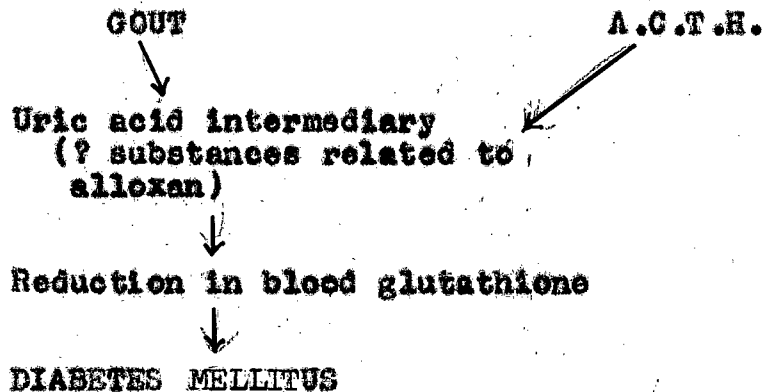 GOUT A.C.T.H.
Uric acid intermediary
(? substances related to
alloxan)
Reduction in blood glutathione
DIABETES MELLITUS